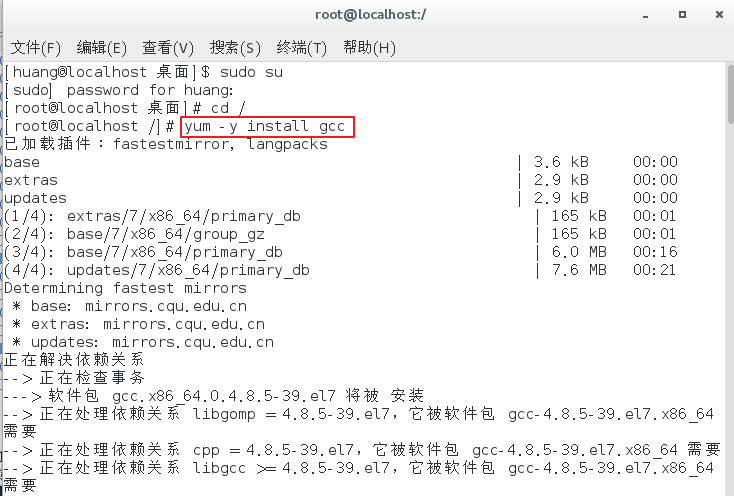 root@localhost:/
文件(F) 编辑(E) 查看(V) 搜索(S) 终端(T) 帮助(H)
[huang@localhost 桌面]$ sudo su
[sudo] password for huang:
[root@localhost 桌面]# cd /
[root@localhost /]# yum -y install gcc
已加载插件：fastestmirror, langpacks
base | 3.6 kB 00:00
extras | 2.9 kB 00:00
updates | 2.9 kB 00:00
(1/4): extras/7/x86_64/primary_db | 165 kB 00:01
(2/4): base/7/x86_64/group_gz | 165 kB 00:01
(3/4): base/7/x86_64/primary_db | 6.0 MB 00:16
(4/4): updates/7/x86_64/primary_db | 7.6 MB 00:21
Determining fastest mirrors
* base: mirrors.cqu.edu.cn
* extras: mirrors.cqu.edu.cn
* updates: mirrors.cqu.edu.cn
正在解决依赖关系
--> 正在检查事务
---> 软件包 gcc.x86_64.0.4.8.5-39.el7 将被 安装
--> 正在处理依赖关系 libgomp = 4.8.5-39.el7，它被软件包 gcc-4.8.5-39.el7.x86_64
需要
--> 正在处理依赖关系 cpp = 4.8.5-39.el7，它被软件包 gcc-4.8.5-39.el7.x86_64 需要
--> 正在处理依赖关系 libgcc >= 4.8.5-39.el7，它被软件包 gcc-4.8.5-39.el7.x86_64
需要